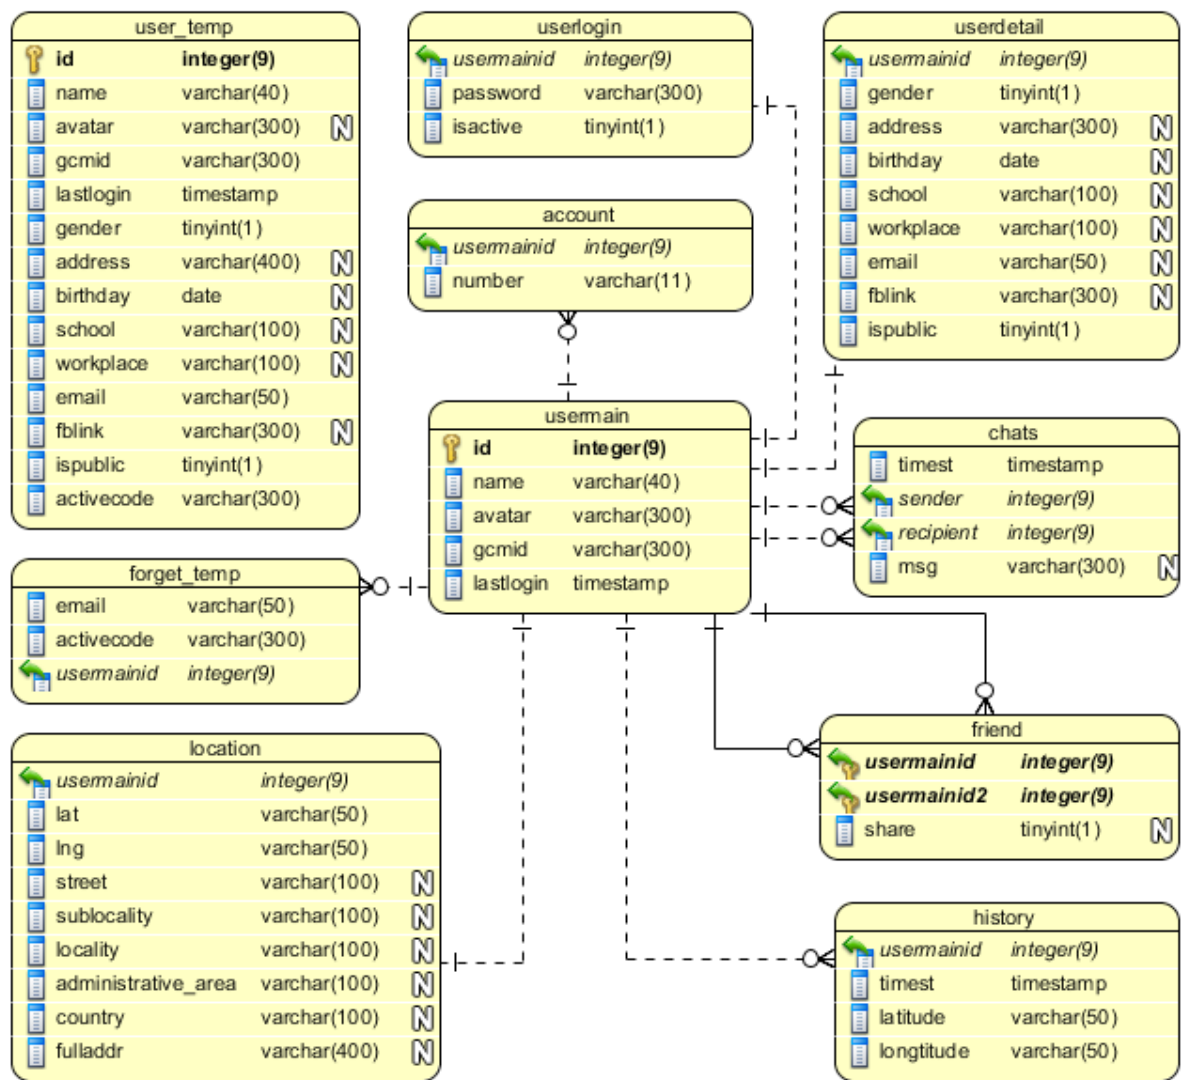 user_temp
id integer(9)
name varchar(40)
avatar varchar(300) N
gcmid varchar(300)
lastlogin timestamp
gender tinyint(1)
address varchar(400) N
birthday date N
school varchar(100) N
workplace varchar(100) N
email varchar(50)
fblink varchar(300) N
ispublic tinyint(1)
activecode varchar(300)
userlogin
usermainid integer(9)
password varchar(300)
isactive tinyint(1)
userdetail
usermainid integer(9)
gender tinyint(1)
address varchar(300) N
birthday date N
school varchar(100) N
workplace varchar(100) N
email varchar(50) N
fblink varchar(300) N
ispublic tinyint(1)
account
usermainid integer(9)
number varchar(11)
usermain
id integer(9)
name varchar(40)
avatar varchar(300)
gcmid varchar(300)
lastlogin timestamp
chats
timest timestamp
sender integer(9)
recipient integer(9)
msg varchar(300) N
forget_temp
email varchar(50)
activecode varchar(300)
usermainid integer(9)
friend
usermainid integer(9)
usermainid2 integer(9)
share tinyint(1) N
location
usermainid integer(9)
lat varchar(50)
lng varchar(50)
street varchar(100) N
sublocality varchar(100) N
locality varchar(100) N
administrative_area varchar(100) N
country varchar(100) N
fulladdr varchar(400) N
history
usermainid integer(9)
timest timestamp
latitude varchar(50)
longtitude varchar(50)